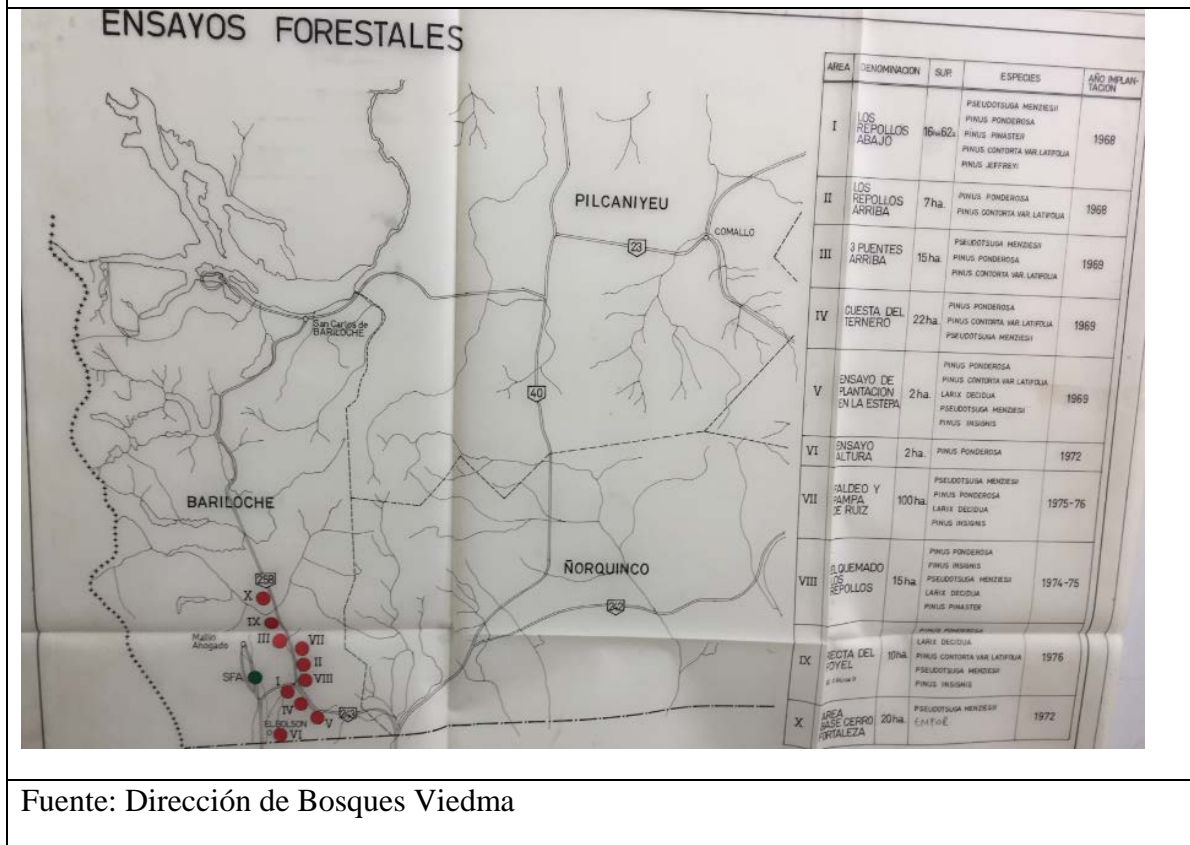 ENSAYOS FORESTALES
PILCANIYEU
COMALLO
23
San Carlos de
BARILOCHE
40
BARILOCHE
ÑORQUINCO
258
242
X
IX
III
VII
Mallin
Ahogado
II
SFA
VIII
I
IV
V
EL BOLSON
VI
AREA DENOMINACION SUP. ESPECIES AÑO IMPLAN-
TACION
I LOS
REPOLLOS
ABAJO 16ha62a 1968
PSEUDOTSUGA MENZIESII
PINUS PONDEROSA
PINUS PINASTER
PINUS CONTORTA VAR. LATIFOLIA
PINUS JEFFREYI
II LOS
REPOLLOS
ARRIBA 7ha. 1968
PINUS PONDEROSA
PINUS CONTORTA VAR. LATIFOLIA
III 3 PUENTES
ARRIBA 15ha. 1969
PSEUDOTSUGA MENZIESII
PINUS PONDEROSA
PINUS CONTORTA VAR. LATIFOLIA
IV CUESTA DEL
TERNERO 22ha. 1969
PINUS PONDEROSA
PINUS CONTORTA VAR. LATIFOLIA
PSEUDOTSUGA MENZIESII
V ENSAYO DE
PLANTACION
EN LA ESTEPA 2ha. 1969
PINUS PONDEROSA
PINUS CONTORTA VAR. LATIFOLIA
LARIX DECIDUA
PSEUDOTSUGA MENZIESII
PINUS INSIGNIS
VI ENSAYO
ALTURA 2ha. PINUS PONDEROSA 1972
VII FALDEO Y
PAMPA
DE RUIZ 100ha. 1975-76
PSEUDOTSUGA MENZIESII
PINUS PONDEROSA
LARIX DECIDUA
PINUS INSIGNIS
VIII EL QUEMADO
LOS
REPOLLOS 15ha. 1974-75
PINUS PONDEROSA
PINUS INSIGNIS
PSEUDOTSUGA MENZIESII
LARIX DECIDUA
PINUS PINASTER
IX RECTA DEL
FOYEL 10ha. 1976
PINUS PONDEROSA
LARIX DECIDUA
PINUS CONTORTA VAR. LATIFOLIA
PSEUDOTSUGA MENZIESII
PINUS INSIGNIS
X AREA
BASE CERRO
FORTALEZA 20ha. 1972
PSEUDOTSUGA MENZIESII
Fuente: Dirección de Bosques Viedma